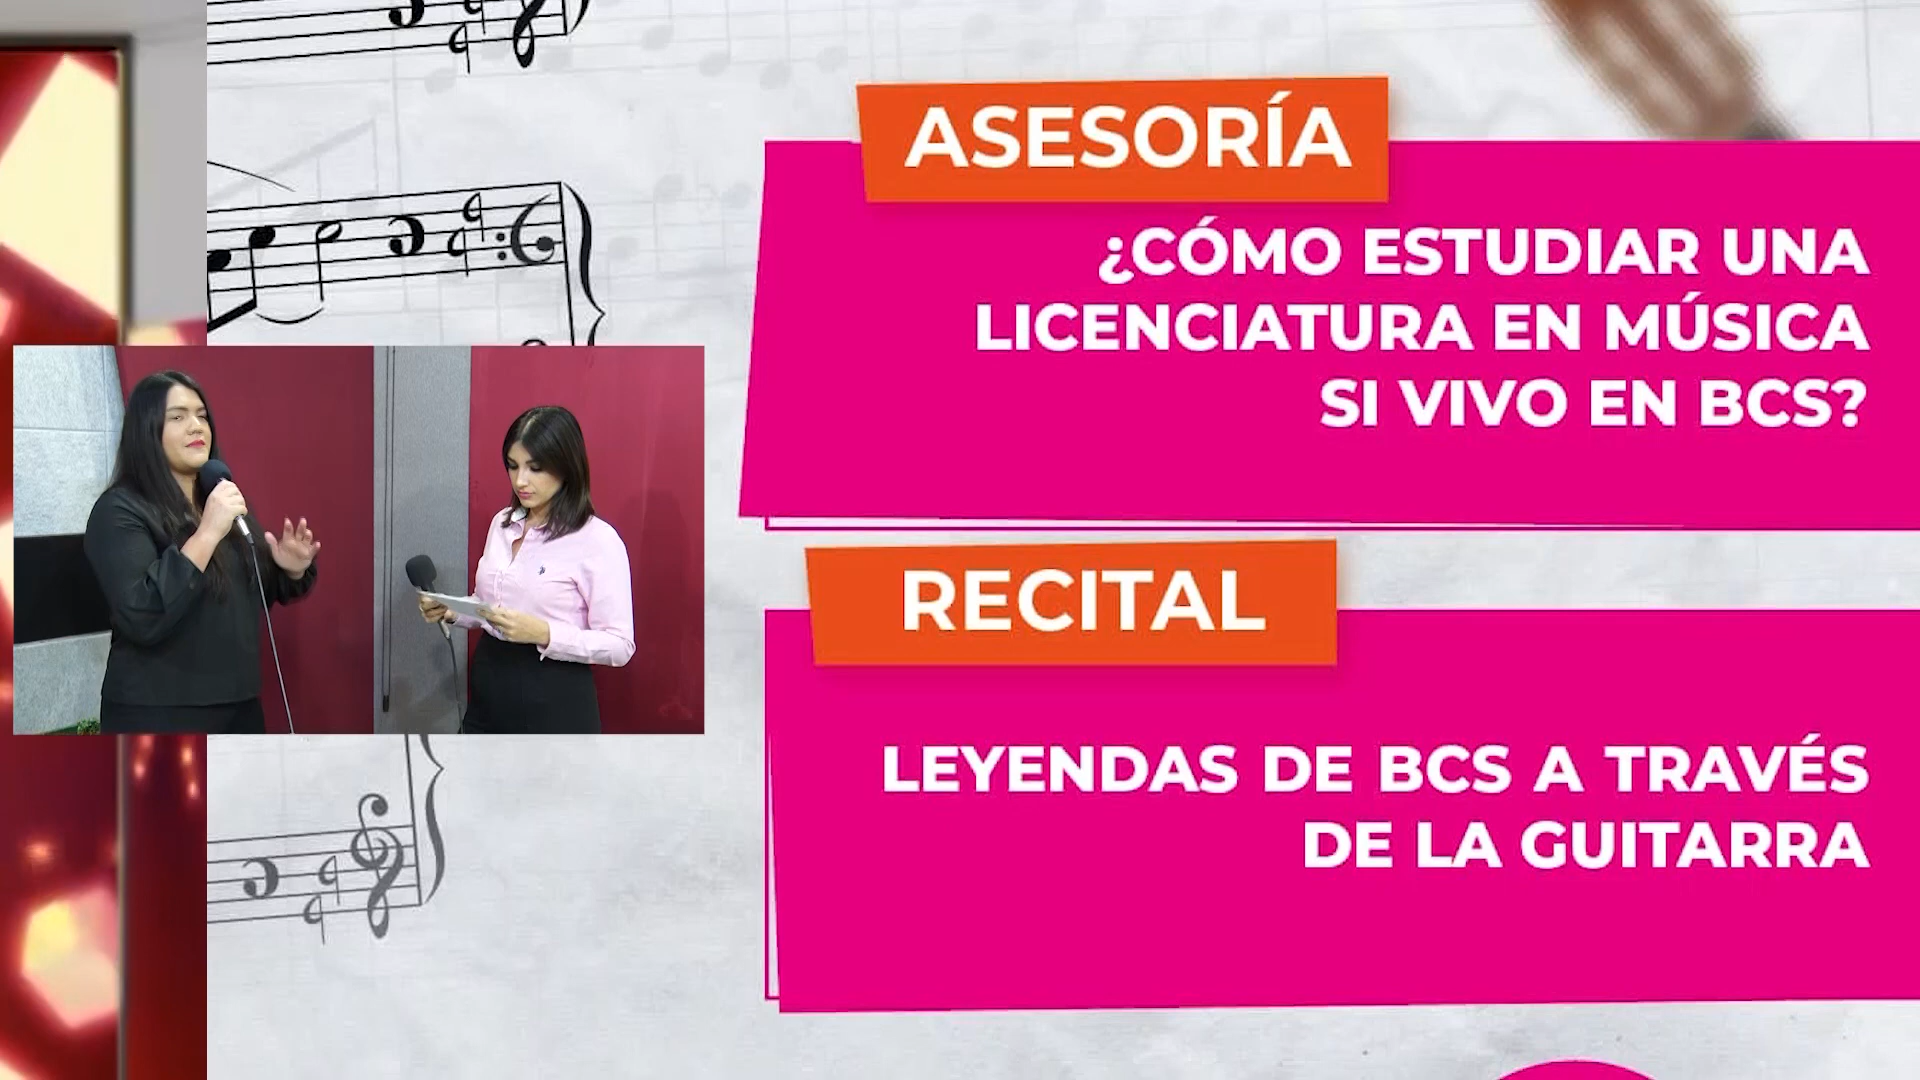 ASESORÍA
¿CÓMO ESTUDIAR UNA
LICENCIATURA EN MÚSICA
SI VIVO EN BCS?
RECITAL
LEYENDAS DE BCS A TRAVÉS
DE LA GUITARRA